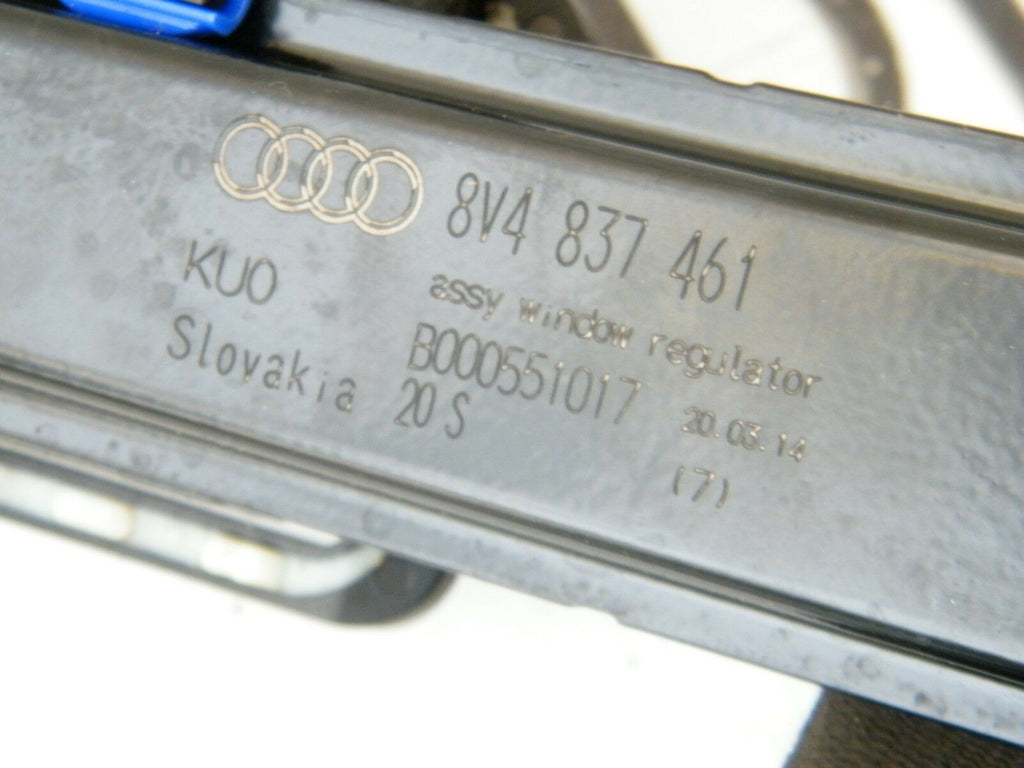 8V4 837 461
KUO
assy window regulator
Slovakia
B000551017
20.03.14
20 S
(7)